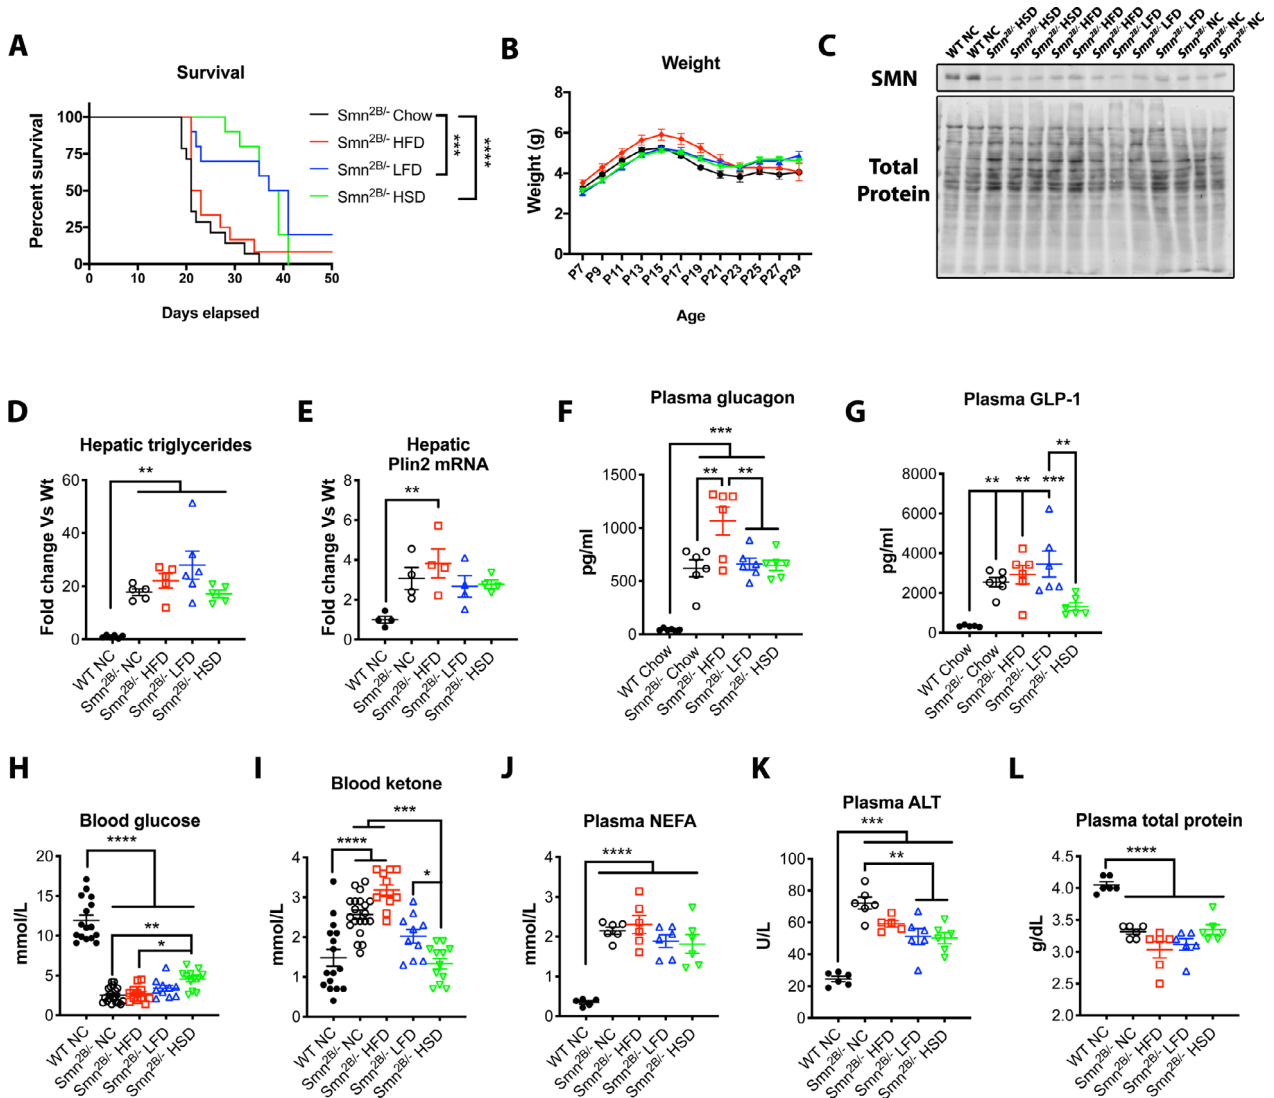 A
Survival
Percent survival
100
75
50
25
0
0 10 20 30 40 50
Days elapsed
Smn2B/- Chow
Smn2B/- HFD
Smn2B/- LFD
Smn2B/- HSD
***
****
B
Weight
Weight (g)
8
6
4
2
0
P7 P9 P11 P13 P15 P17 P19 P21 P23 P25 P27 P29
Age
C
WT NC
WT NC
Smn2B/- HSD
Smn2B/- HSD
Smn2B/- HSD
Smn2B/- HFD
Smn2B/- HFD
Smn2B/- HFD
Smn2B/- LFD
Smn2B/- LFD
Smn2B/- LFD
Smn2B/- NC
Smn2B/- NC
Smn2B/- NC
SMN
Total
Protein
D
Hepatic triglycerides
Fold change Vs Wt
60
40
20
0
**
WT NC
Smn2B/- NC
Smn2B/- HFD
Smn2B/- LFD
Smn2B/- HSD
E
Hepatic
Plin2 mRNA
Fold change Vs Wt
8
6
4
2
0
**
WT NC
Smn2B/- NC
Smn2B/- HFD
Smn2B/- LFD
Smn2B/- HSD
F
Plasma glucagon
pg/ml
1500
1000
500
0
***
** **
WT Chow
Smn2B/- Chow
Smn2B/- HFD
Smn2B/- LFD
Smn2B/- HSD
G
Plasma GLP-1
pg/ml
8000
6000
4000
2000
0
**
** ** ***
WT Chow
Smn2B/- Chow
Smn2B/- HFD
Smn2B/- LFD
Smn2B/- HSD
H
Blood glucose
mmol/L
20
15
10
5
0
****
**
*
WT NC
Smn2B/- NC
Smn2B/- HFD
Smn2B/- LFD
Smn2B/- HSD
I
Blood ketone
mmol/L
4
3
2
1
0
***
****
*
WT NC
Smn2B/- NC
Smn2B/- HFD
Smn2B/- LFD
Smn2B/- HSD
J
Plasma NEFA
mmol/L
4
3
2
1
0
****
WT NC
Smn2B/- NC
Smn2B/- HFD
Smn2B/- LFD
Smn2B/- HSD
K
Plasma ALT
U/L
100
80
60
40
20
0
***
**
WT NC
Smn2B/- NC
Smn2B/- HFD
Smn2B/- LFD
Smn2B/- HSD
L
Plasma total protein
g/dL
4.5
4.0
3.5
3.0
2.5
2.0
****
WT NC
Smn2B/- NC
Smn2B/- HFD
Smn2B/- LFD
Smn2B/- HSD